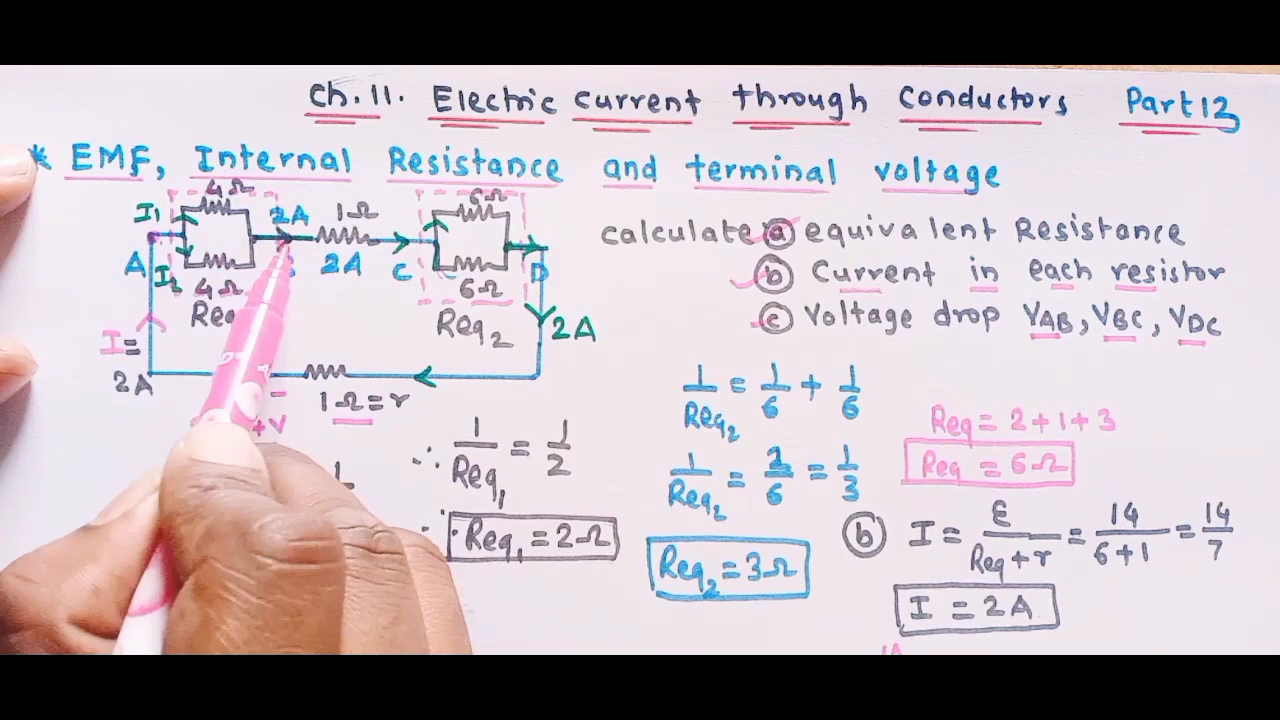 Ch. 11. Electric Current through Conductors Part 12
* EMF, Internal Resistance and terminal voltage
4Ω
6Ω
I1
2A
1Ω
A
I2
2A
C
D
4Ω
6Ω
Req2
2A
I =
2A
1Ω = r
+V
calculate ⓐ equivalent Resistance
ⓑ Current in each resistor
ⓒ Voltage drop VAB, VBC, VDC
∴ 1/Req1 = 1/2
∴ Req1 = 2Ω
1/Req2 = 1/6 + 1/6
1/Req2 = 2/6 = 1/3
Req2 = 3Ω
Req = 2+1+3
Req = 6Ω
ⓑ I = ε/Req+r = 14/6+1 = 14/7
I = 2A